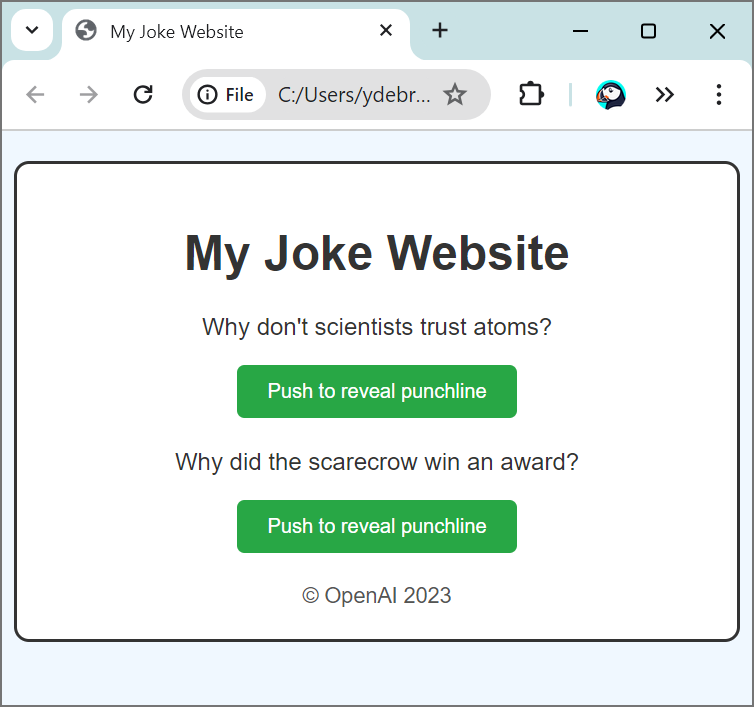 My Joke Website
File C:/Users/ydebr...
My Joke Website
Why don't scientists trust atoms?
Push to reveal punchline
Why did the scarecrow win an award?
Push to reveal punchline
© OpenAI 2023